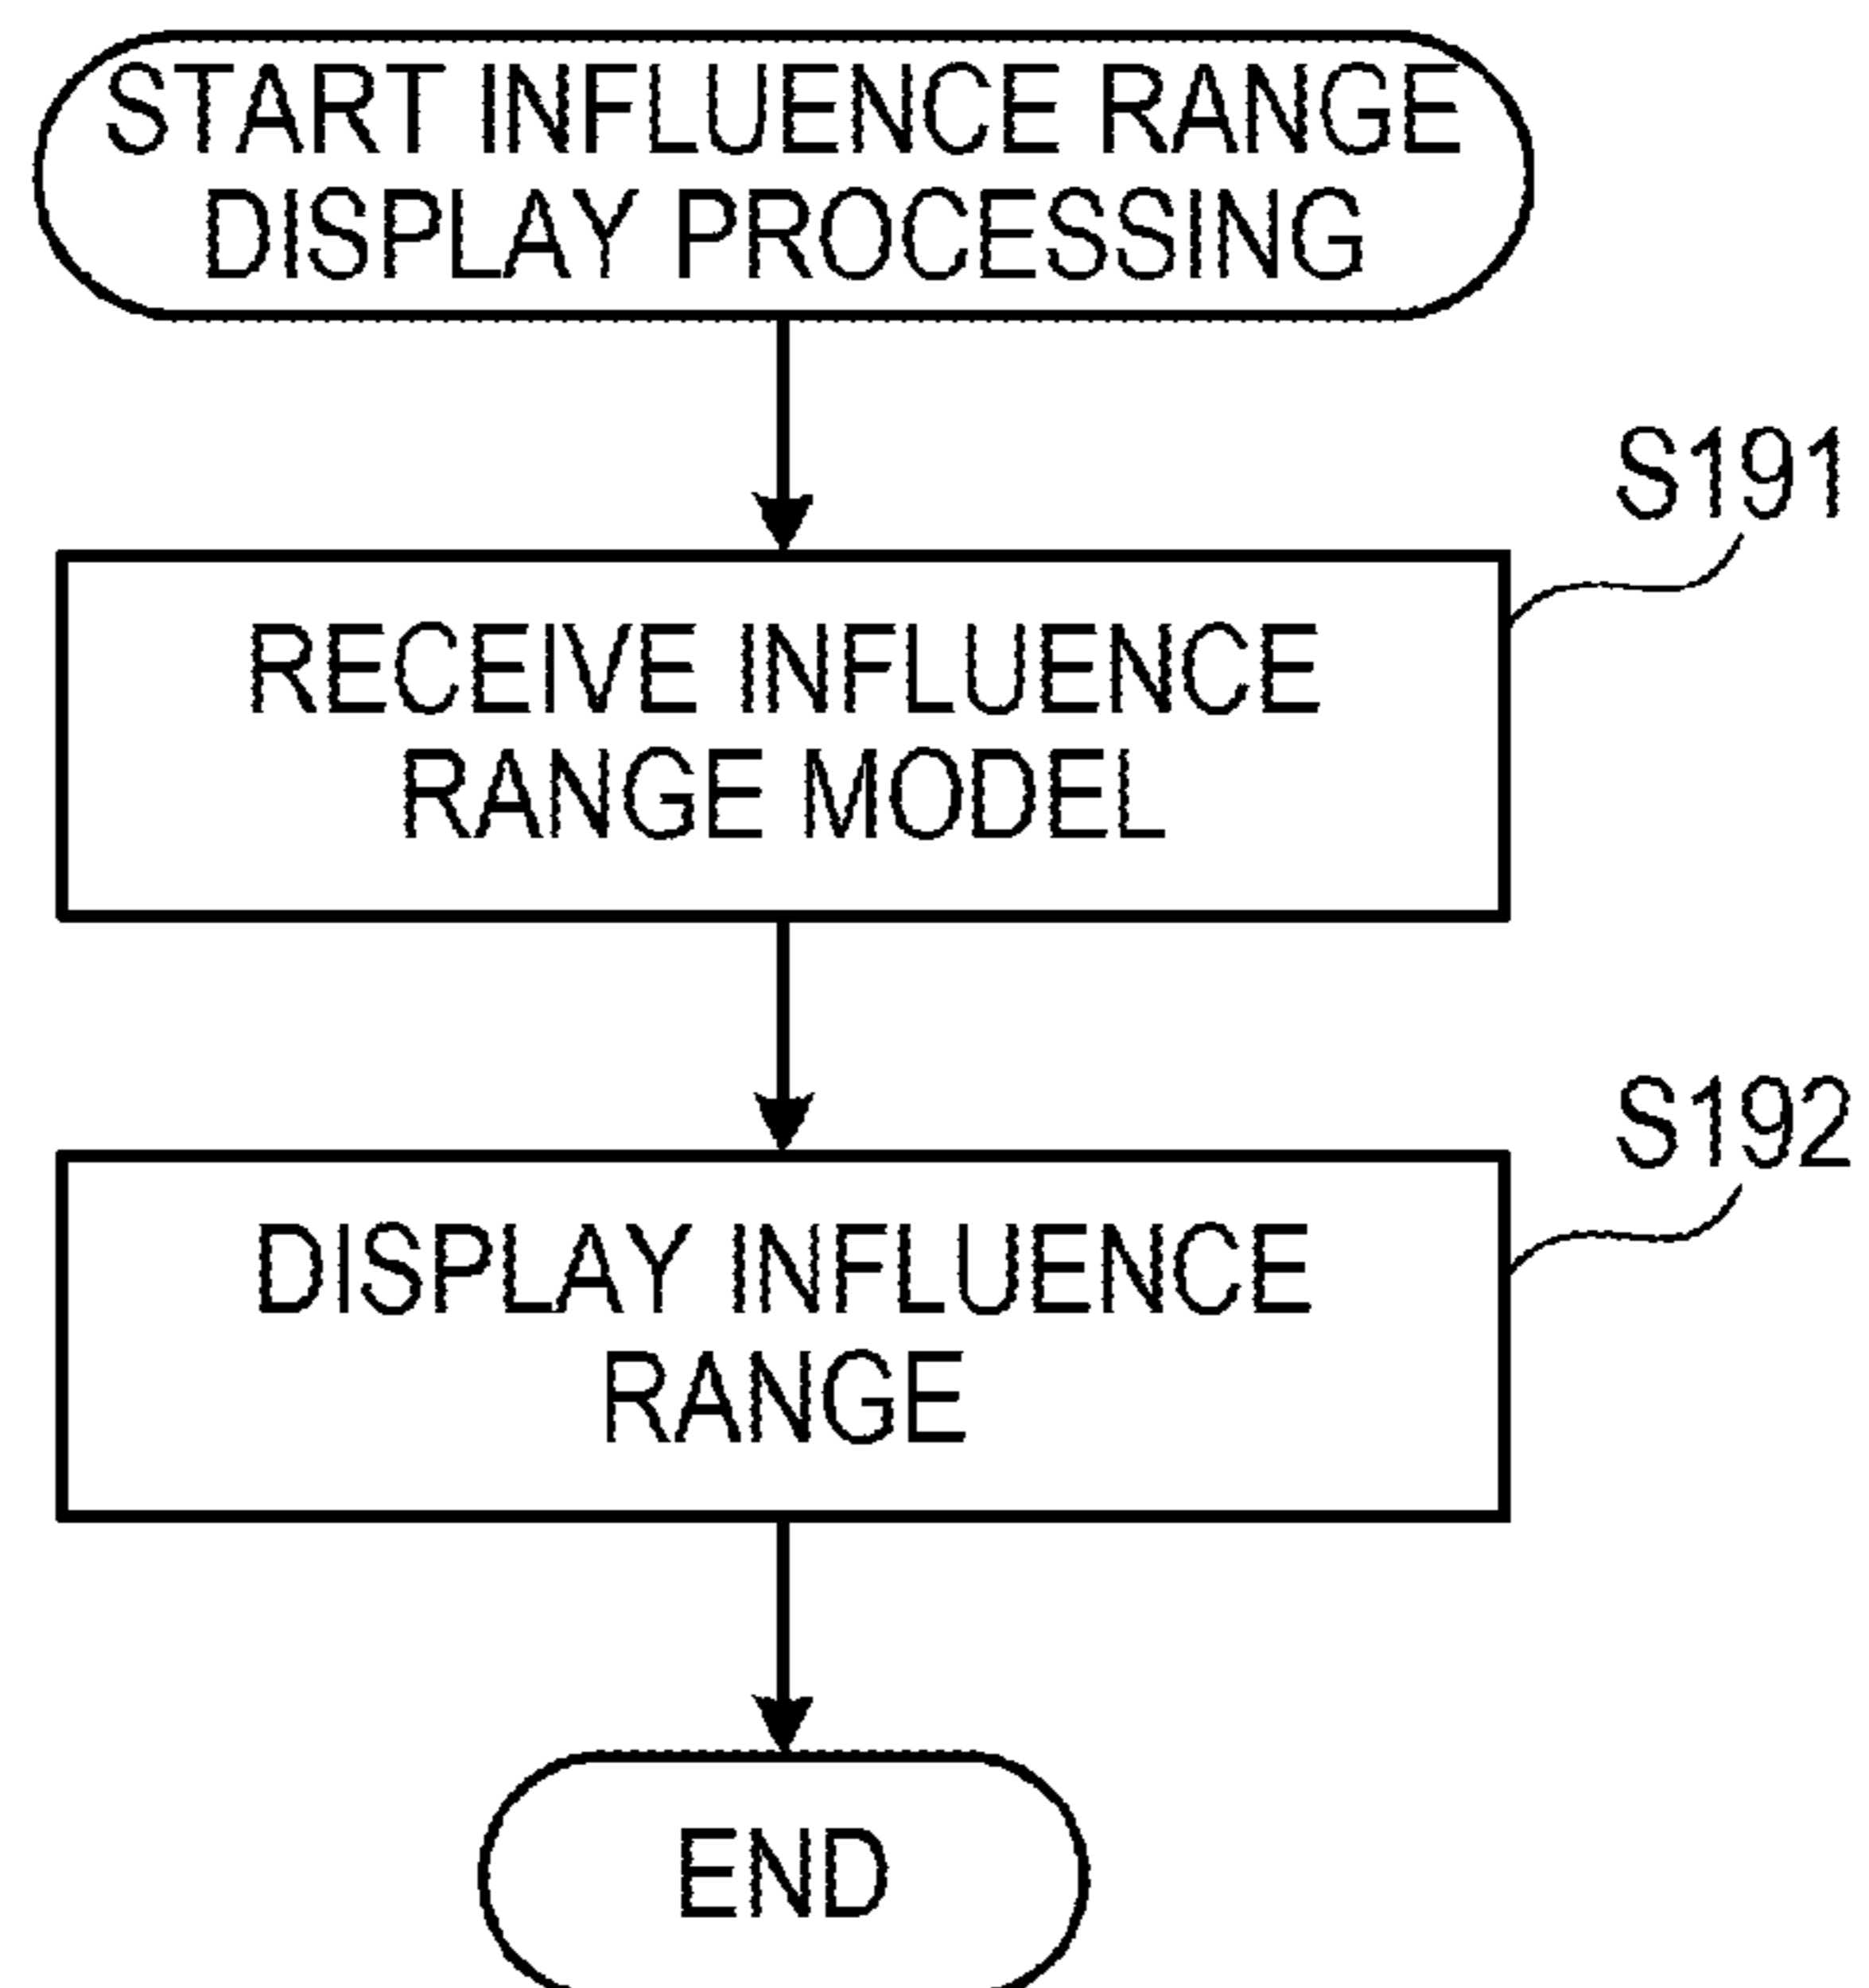 START INFLUENCE RANGE
DISPLAY PROCESSING
S191
RECEIVE INFLUENCE
RANGE MODEL
S192
DISPLAY INFLUENCE
RANGE
END